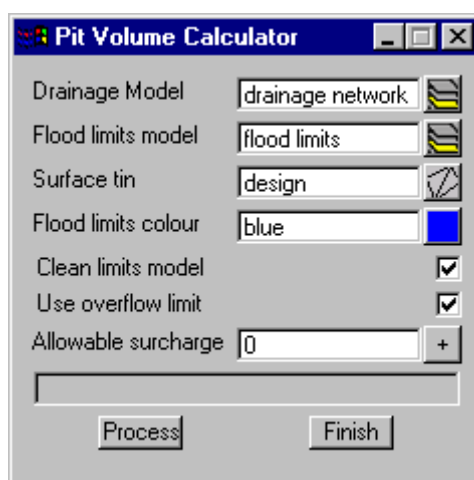 Pit Volume Calculator
Drainage Model drainage network
Flood limits model flood limits
Surface tin design
Flood limits colour blue
Clean limits model
Use overflow limit
Allowable surcharge 0 +
Process Finish